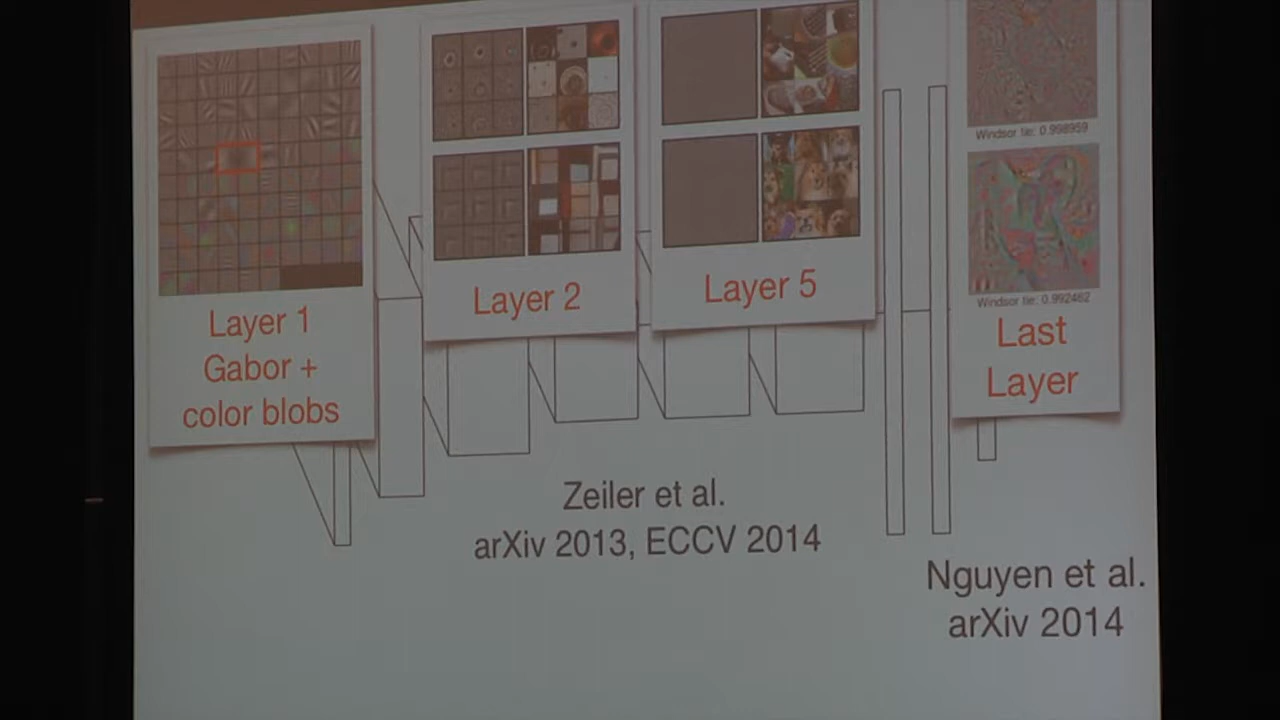 Layer 1
Gabor +
color blobs
Layer 2
Layer 5
Windsor tie: 0.998959
Windsor tie: 0.992462
Last
Layer
Zeiler et al.
arXiv 2013, ECCV 2014
Nguyen et al.
arXiv 2014